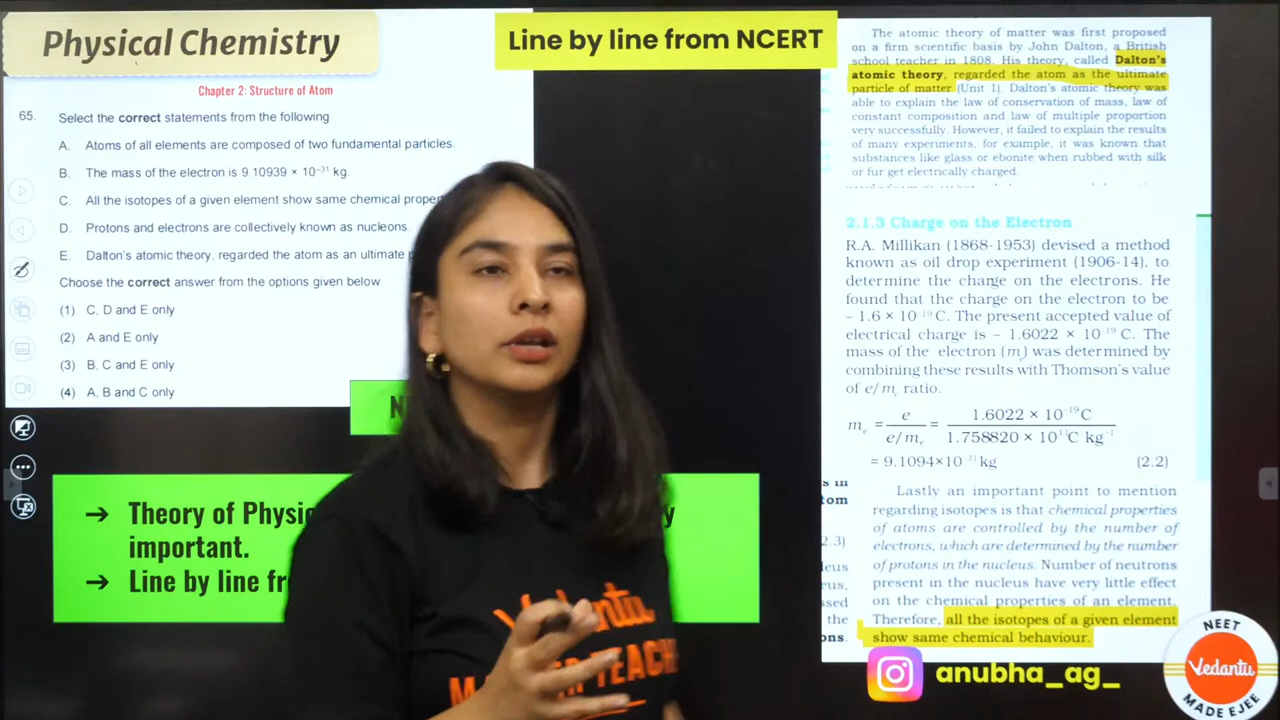 Physical Chemistry
Line by line from NCERT
Chapter 2: Structure of Atom
65. Select the correct statements from the following
A. Atoms of all elements are composed of two fundamental particles.
B. The mass of the electron is 9.10939 × 10⁻³¹ kg.
C. All the isotopes of a given element show same chemical
D. Protons and electrons are collectively known as nucleons.
E. Dalton's atomic theory, regarded the atom as an ultimate
Choose the correct answer from the options given below
(1) C, D and E only
(2) A and E only
(3) B, C and E only
(4) A, B and C only
N
→ Theory of
important.
→ Line by line
The atomic theory of matter was first proposed
on a firm scientific basis by John Dalton, a British
school teacher in 1808. His theory, called Dalton's
atomic theory, regarded the atom as the ultimate
particle of matter (Unit 1). Dalton's atomic theory was
able to explain the law of conservation of mass, law of
constant composition and law of multiple proportion
very successfully. However, it failed to explain the results
of many experiments, for example, it was known that
substances like glass or ebonite when rubbed with silk
or fur get electrically charged.
2.1.3 Charge on the Electron
R.A. Millikan (1868-1953) devised a method
known as oil drop experiment (1906-14), to
determine the charge on the electrons. He
found that the charge on the electron to be
– 1.6 × 10⁻¹⁹ C. The present accepted value of
electrical charge is – 1.6022 × 10⁻¹⁹ C. The
mass of the electron (mₑ) was determined by
combining these results with Thomson's value
of e/mₑ ratio.
mₑ = e / e/mₑ = 1.6022 × 10⁻¹⁹C / 1.758820 × 10¹¹C kg⁻¹
= 9.1094×10⁻³¹ kg (2.2)
Lastly an important point to mention
regarding isotopes is that chemical properties
of atoms are controlled by the number of
electrons, which are determined by the number
of protons in the nucleus. Number of neutrons
present in the nucleus have very little effect
on the chemical properties of an element.
Therefore, all the isotopes of a given element
show same chemical behaviour.
anubha_ag_
NEET
Vedantu
MADE EJEE
Vedantu